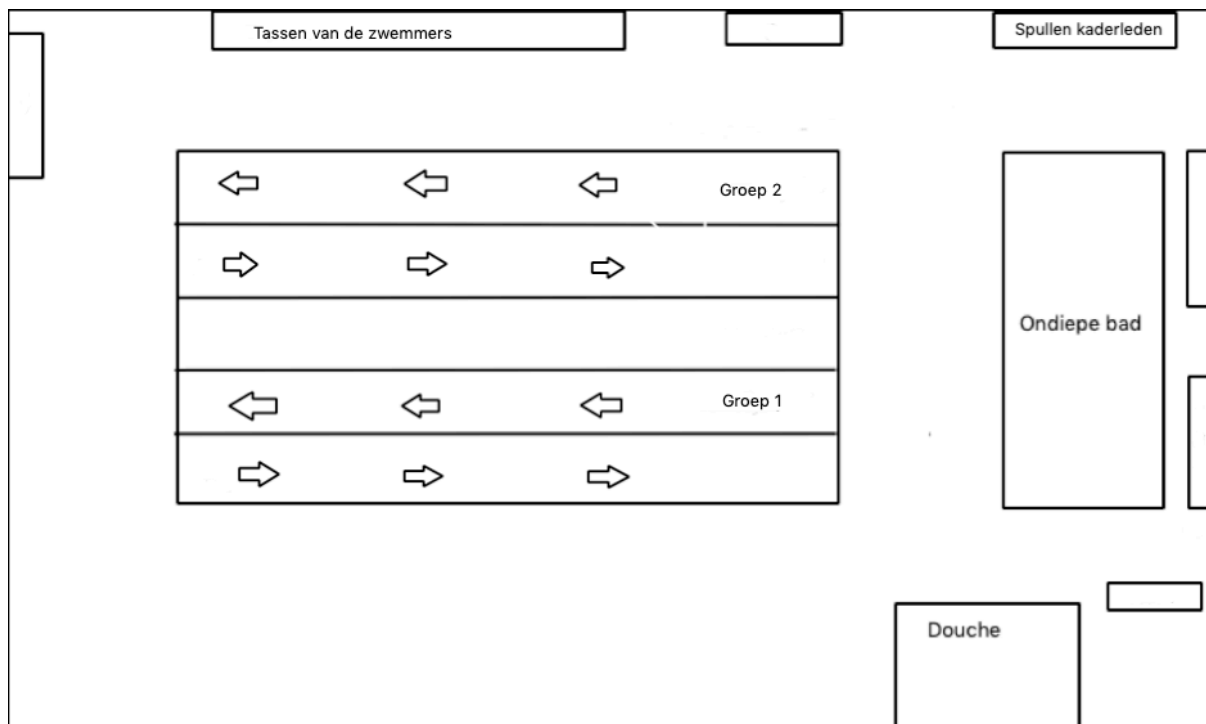 Tassen van de zwemmers
Spullen kaderleden
Groep 2
Ondiepe bad
Groep 1
Douche